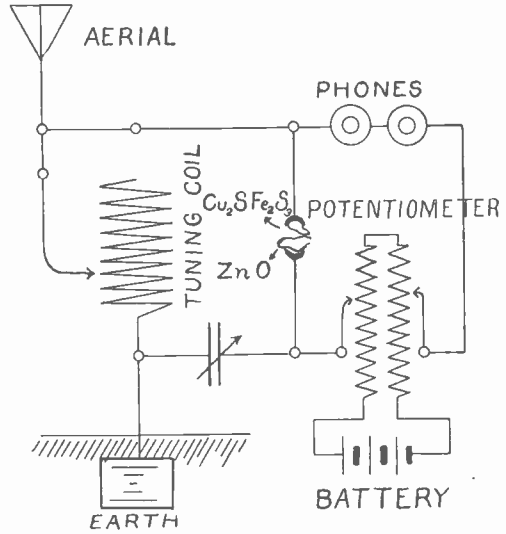 AERIAL
PHONES
TUNING COIL
Cu₂SFe₂S₃
POTENTIOMETER
ZnO
BATTERY
EARTH